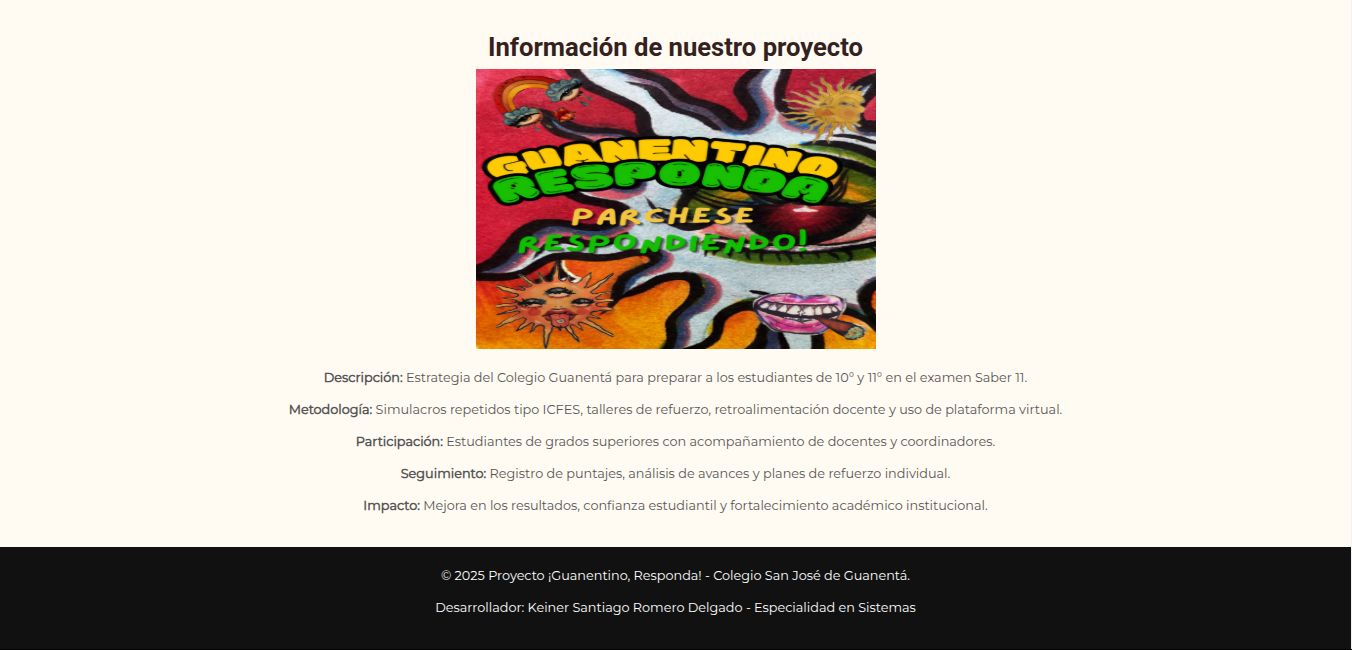 Información de nuestro proyecto
GUANENTINO
RESPONDA
PARCHESE
RESPONDIENDO!
Descripción: Estrategia del Colegio Guanentá para preparar a los estudiantes de 10° y 11° en el examen Saber 11.
Metodología: Simulacros repetidos tipo ICFES, talleres de refuerzo, retroalimentación docente y uso de plataforma virtual.
Participación: Estudiantes de grados superiores con acompañamiento de docentes y coordinadores.
Seguimiento: Registro de puntajes, análisis de avances y planes de refuerzo individual.
Impacto: Mejora en los resultados, confianza estudiantil y fortalecimiento académico institucional.
© 2025 Proyecto ¡Guanentino, Responda! - Colegio San José de Guanentá.
Desarrollador: Keiner Santiago Romero Delgado - Especialidad en Sistemas